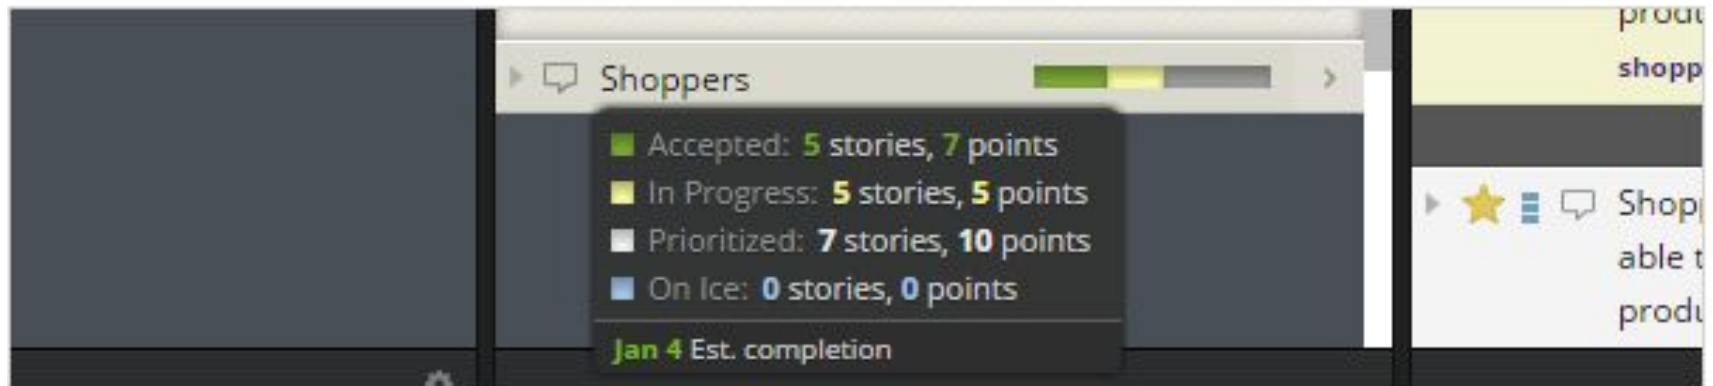 Shoppers
Accepted: 5 stories, 7 points
In Progress: 5 stories, 5 points
Prioritized: 7 stories, 10 points
On Ice: 0 stories, 0 points
Jan 4 Est. completion
shopp
able